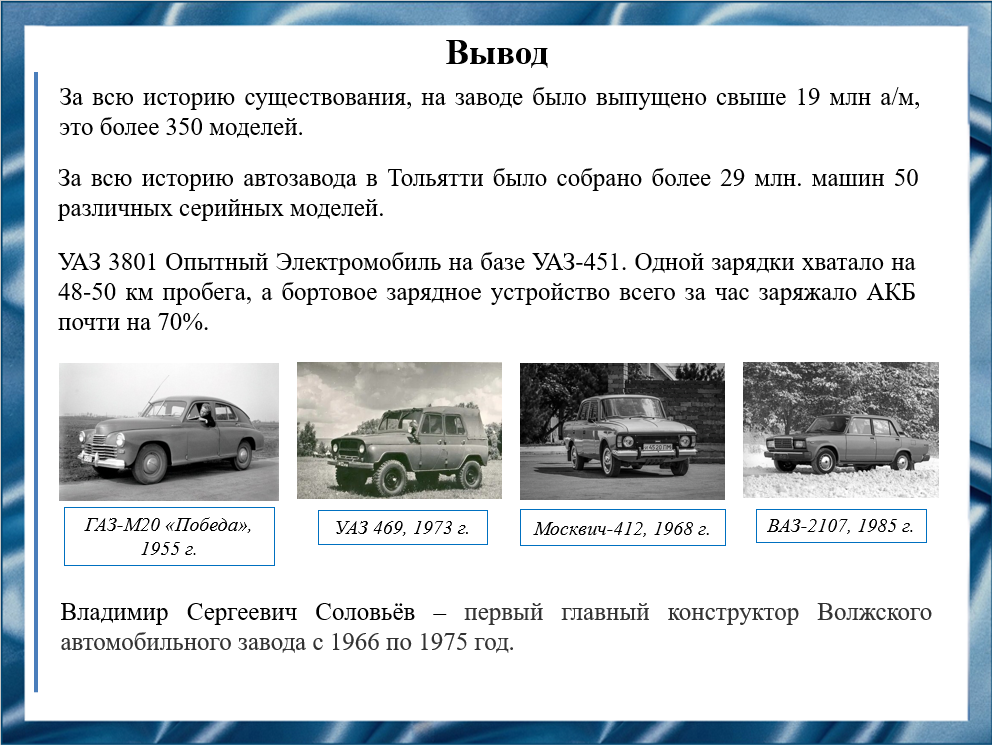 Вывод
За всю историю существования, на заводе было выпущено свыше 19 млн а/м,
это более 350 моделей.
За всю историю автозавода в Тольятти было собрано более 29 млн. машин 50
различных серийных моделей.
УАЗ 3801 Опытный Электромобиль на базе УАЗ-451. Одной зарядки хватало на
48-50 км пробега, а бортовое зарядное устройство всего за час заряжало АКБ
почти на 70%.
ГАЗ-М20 «Победа»,
1955 г.
УАЗ 469, 1973 г.
Москвич-412, 1968 г.
ВАЗ-2107, 1985 г.
Владимир Сергеевич Соловьёв – первый главный конструктор Волжского
автомобильного завода с 1966 по 1975 год.